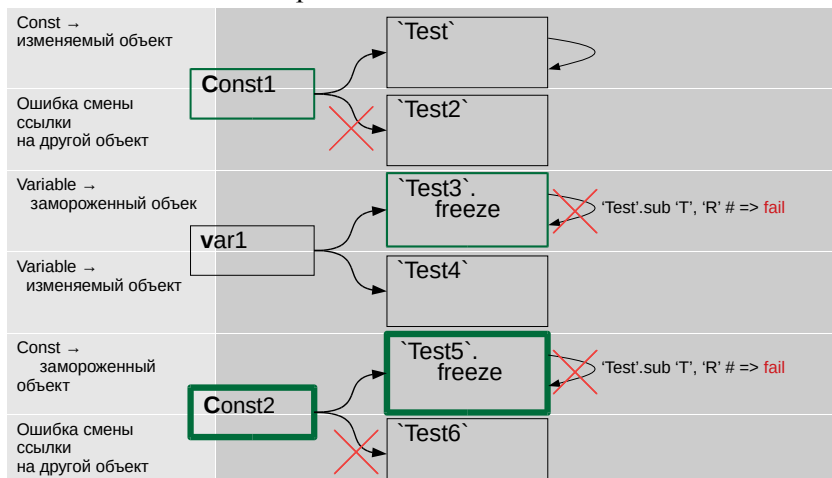 Const →
изменяемый объект
`Test`
Const1
Ошибка смены
ссылки
на другой объект
`Test2`
Variable →
замороженный объек
`Test3`.
freeze
‘Test’.sub ‘T’, ‘R’ # => fail
var1
Variable →
изменяемый объект
`Test4`
Const →
замороженный
объект
`Test5`.
freeze
‘Test’.sub ‘T’, ‘R’ # => fail
Const2
Ошибка смены
ссылки
на другой объект
`Test6`